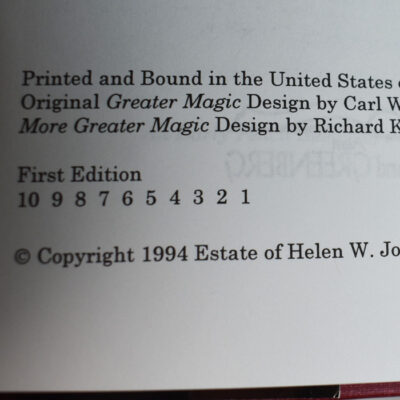 Printed and Bound in the United States
Original Greater Magic Design by Carl W
More Greater Magic Design by Richard K
First Edition
10 9 8 7 6 5 4 3 2 1
© Copyright 1994 Estate of Helen W. Jo